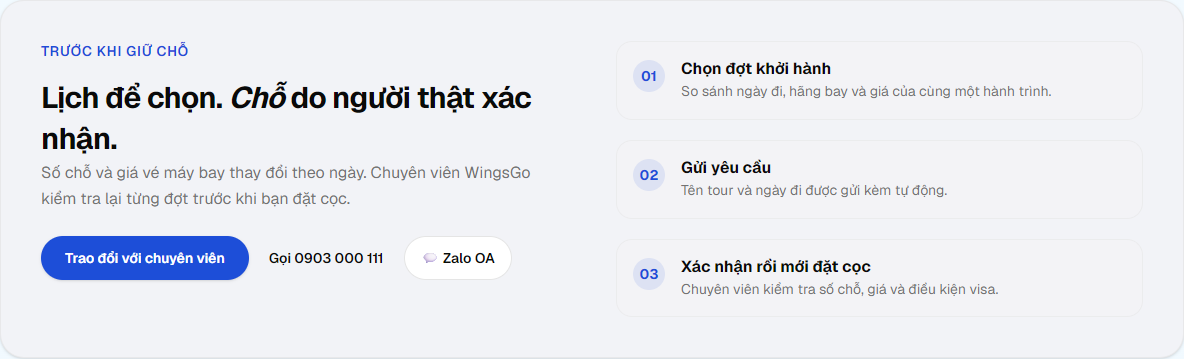 TRƯỚC KHI GIỮ CHỖ
Lịch để chọn. Chỗ do người thật xác
nhận.
Số chỗ và giá vé máy bay thay đổi theo ngày. Chuyên viên WingsGo
kiểm tra lại từng đợt trước khi bạn đặt cọc.
Trao đổi với chuyên viên
Gọi 0903 000 111
Zalo OA
01
Chọn đợt khởi hành
So sánh ngày đi, hãng bay và giá của cùng một hành trình.
02
Gửi yêu cầu
Tên tour và ngày đi được gửi kèm tự động.
03
Xác nhận rồi mới đặt cọc
Chuyên viên kiểm tra số chỗ, giá và điều kiện visa.